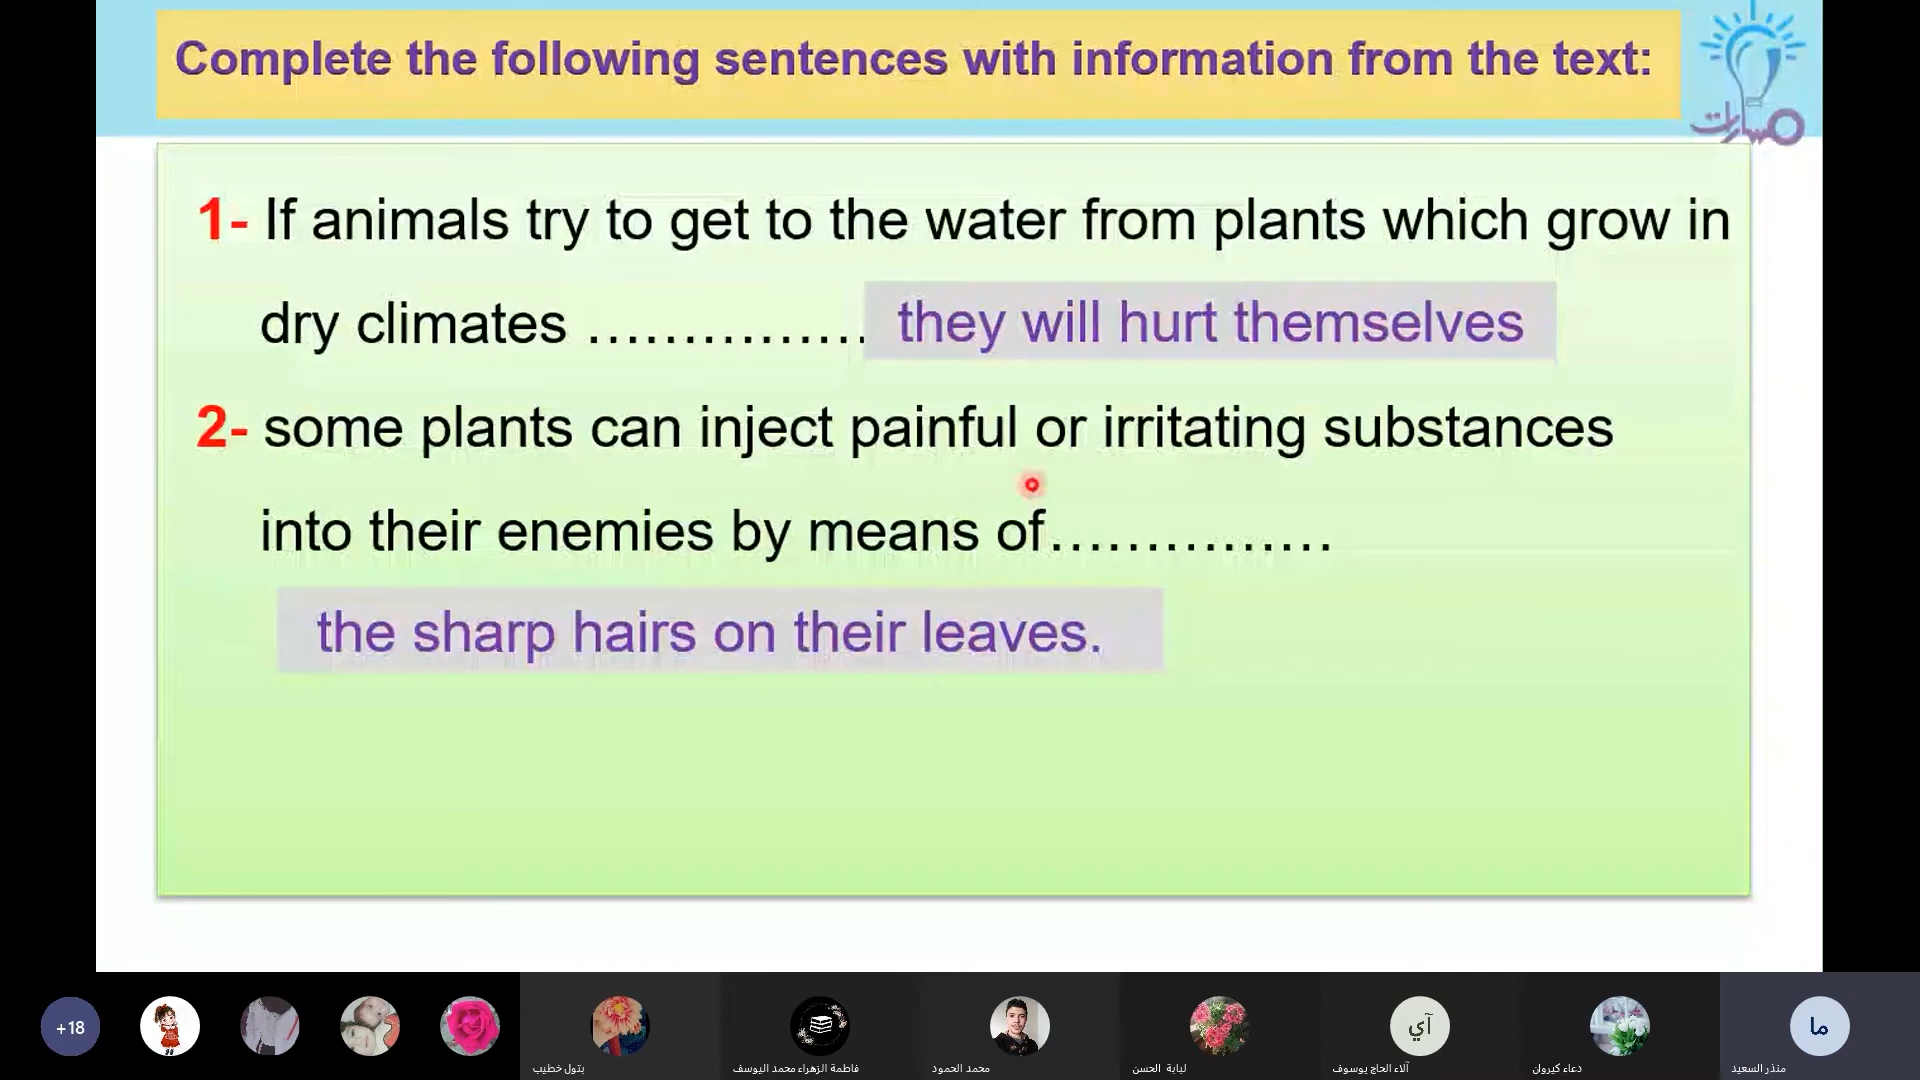 Complete the following sentences with information from the text:
مسارات
1- If animals try to get to the water from plants which grow in
dry climates ............... they will hurt themselves
2- some plants can inject painful or irritating substances
into their enemies by means of...............
the sharp hairs on their leaves.
+18
آي
ما
بتول خطيب
فاطمة الزهراء محمد اليوسف
محمد الحمود
لبابة الحسن
آلاء الحاج يوسوف
دعاء كيروان
منذر السعيد